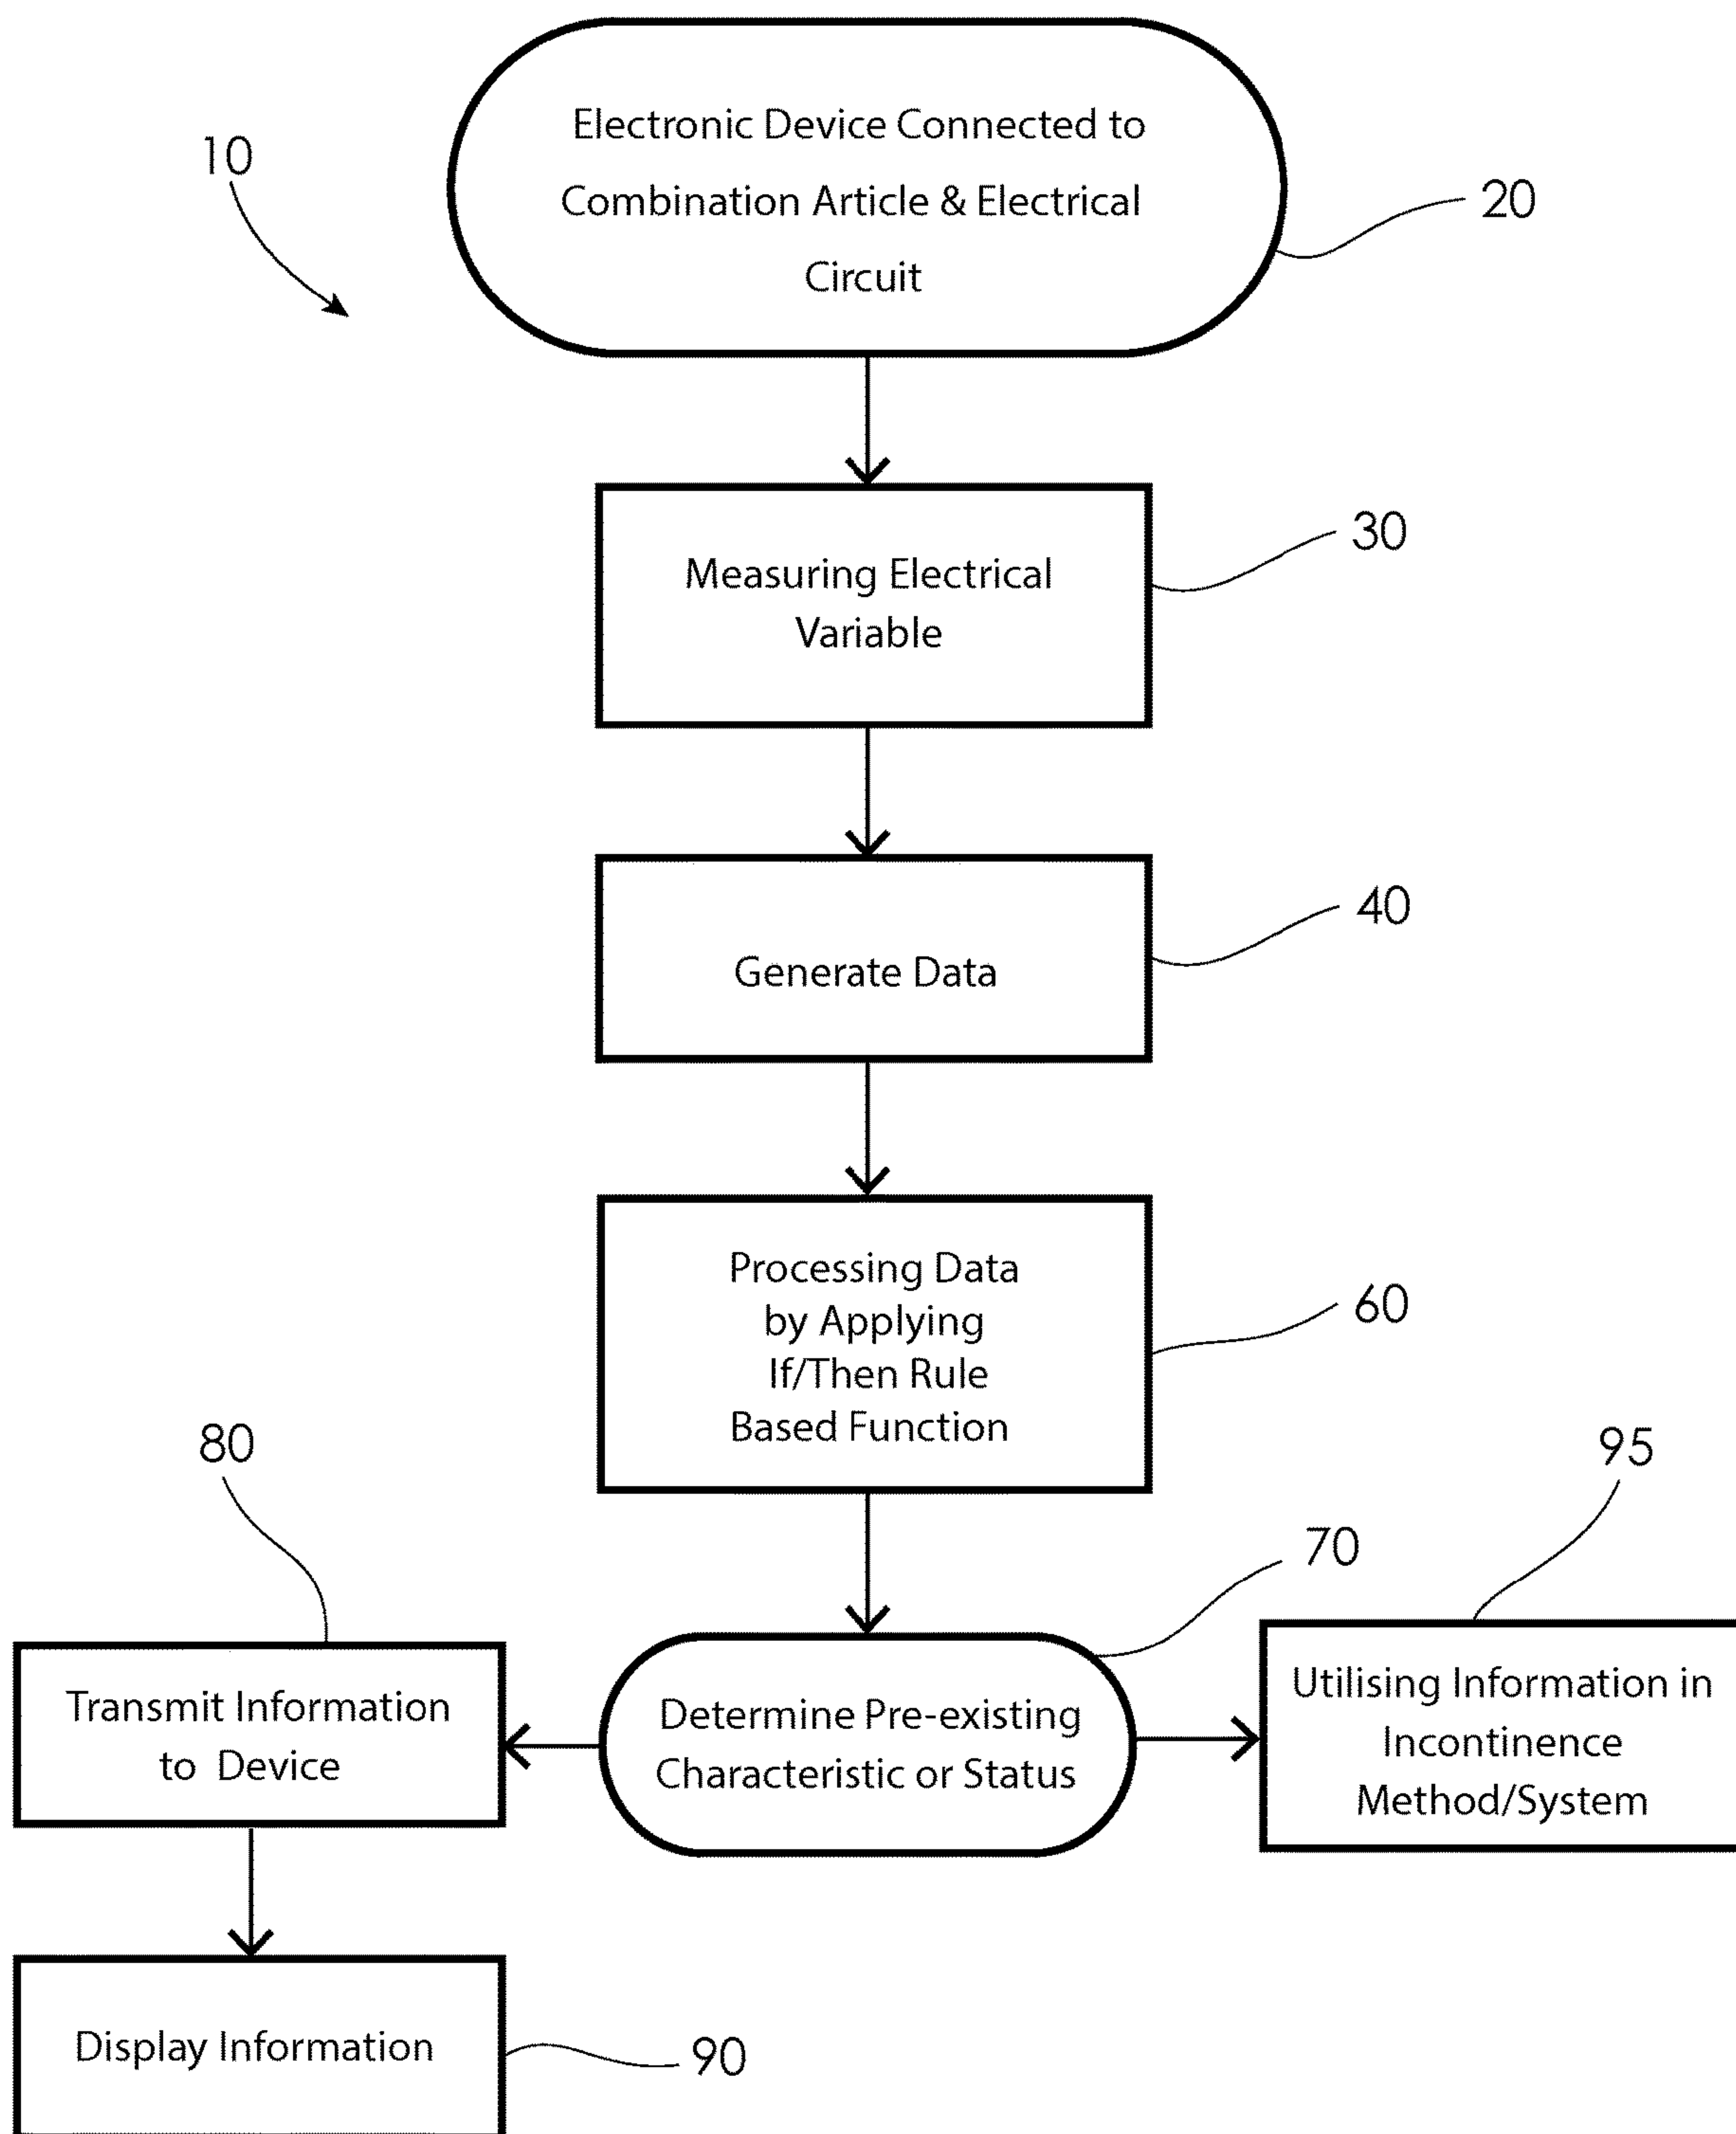 Electronic Device Connected to
Combination Article & Electrical
Circuit
10
20
Measuring Electrical
Variable
30
Generate Data
40
Processing Data
by Applying
If/Then Rule
Based Function
60
80
95
70
Transmit Information
to Device
Determine Pre-existing
Characteristic or Status
Utilising Information in
Incontinence
Method/System
Display Information
90